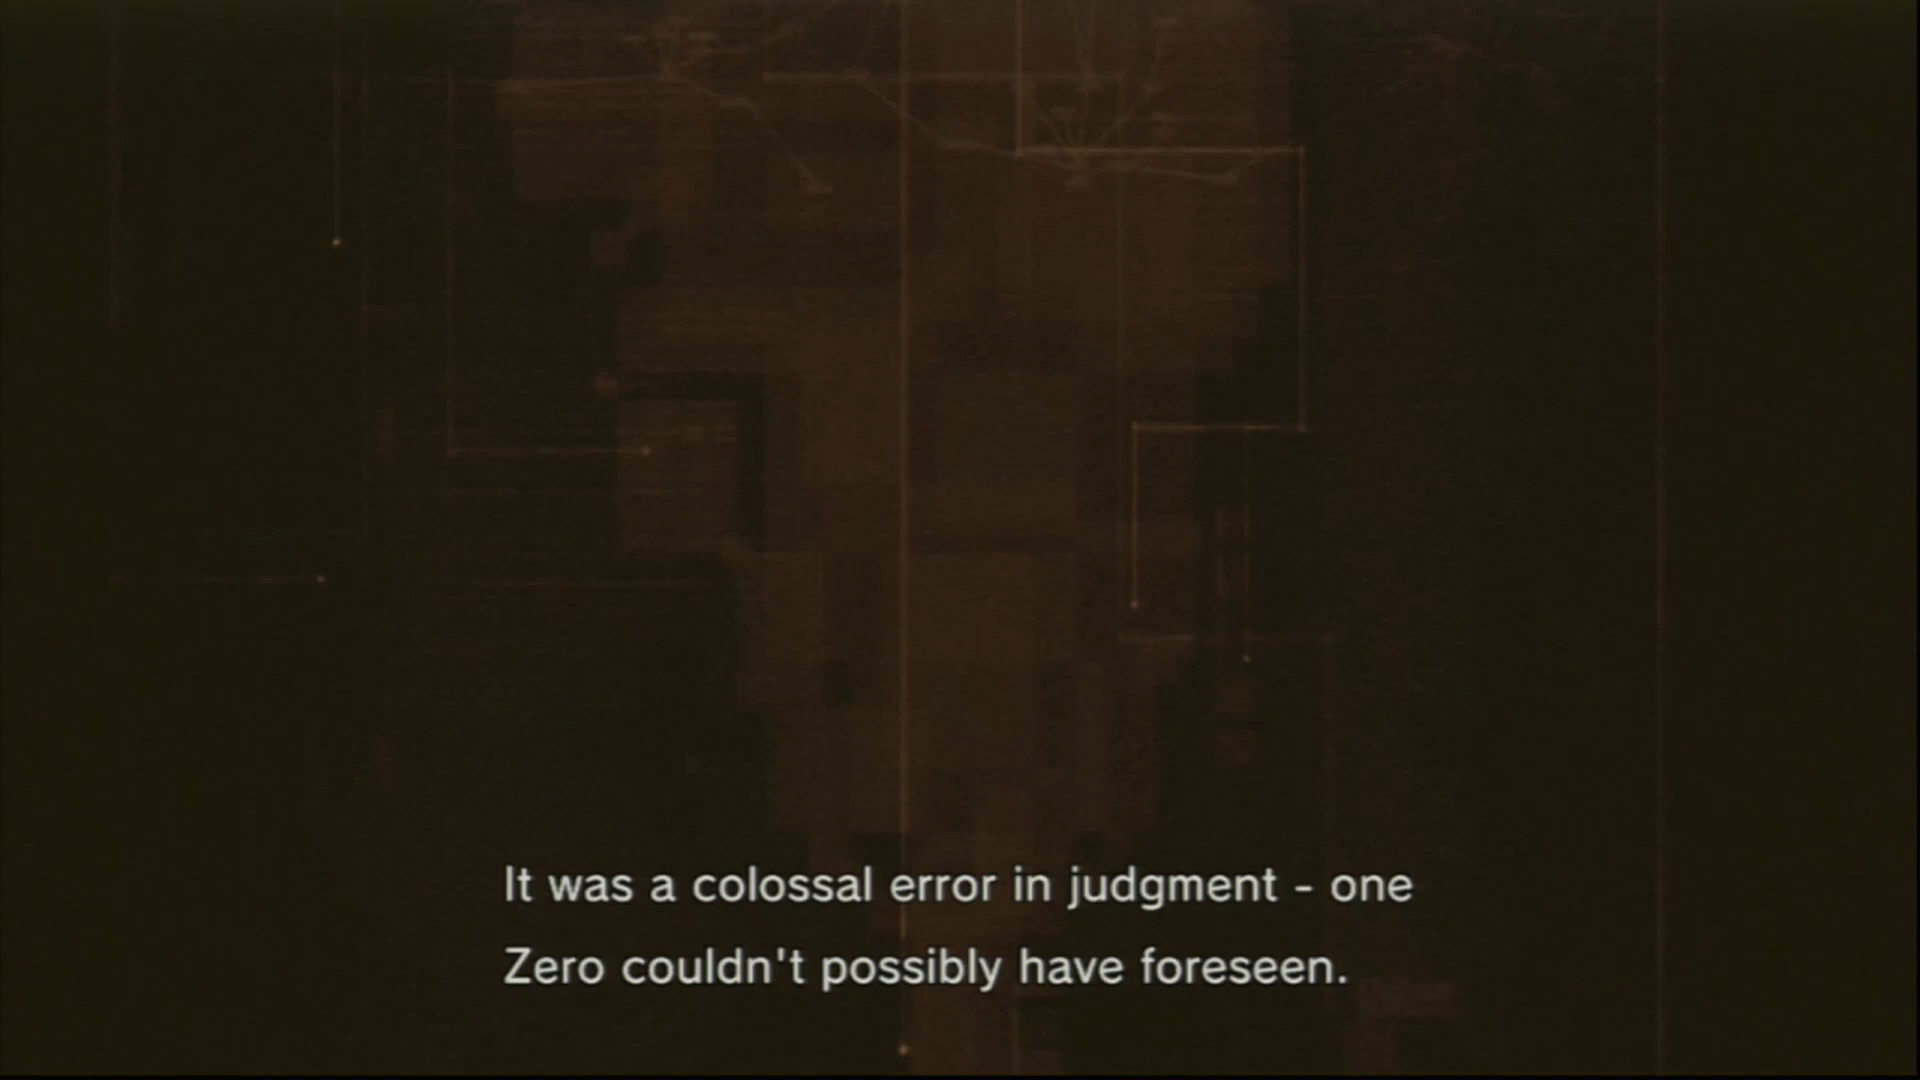 It was a colossal error in judgment - one
Zero couldn't possibly have foreseen.